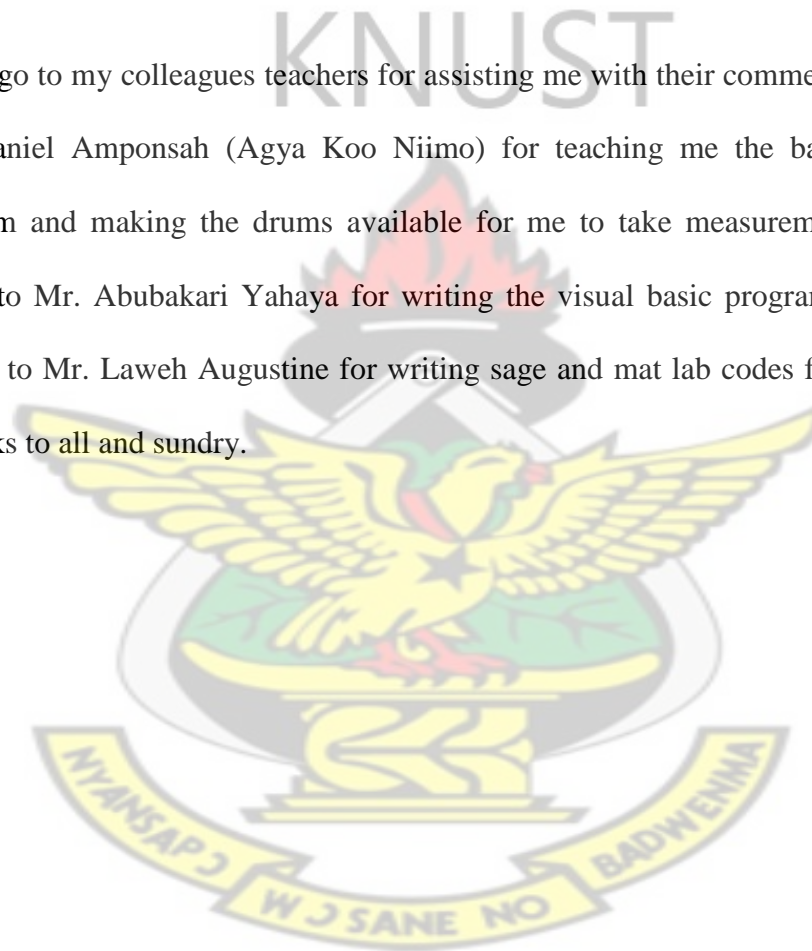 KNUST
go to my colleagues teachers for assisting me with their comme
aniel Amponsah (Agya Koo Niimo) for teaching me the ba
m and making the drums available for me to take measurem
to Mr. Abubakari Yahaya for writing the visual basic progra
to Mr. Laweh Augustine for writing sage and mat lab codes f
ks to all and sundry.
NYANSAPƆ WƆSANE NO BADWENMA